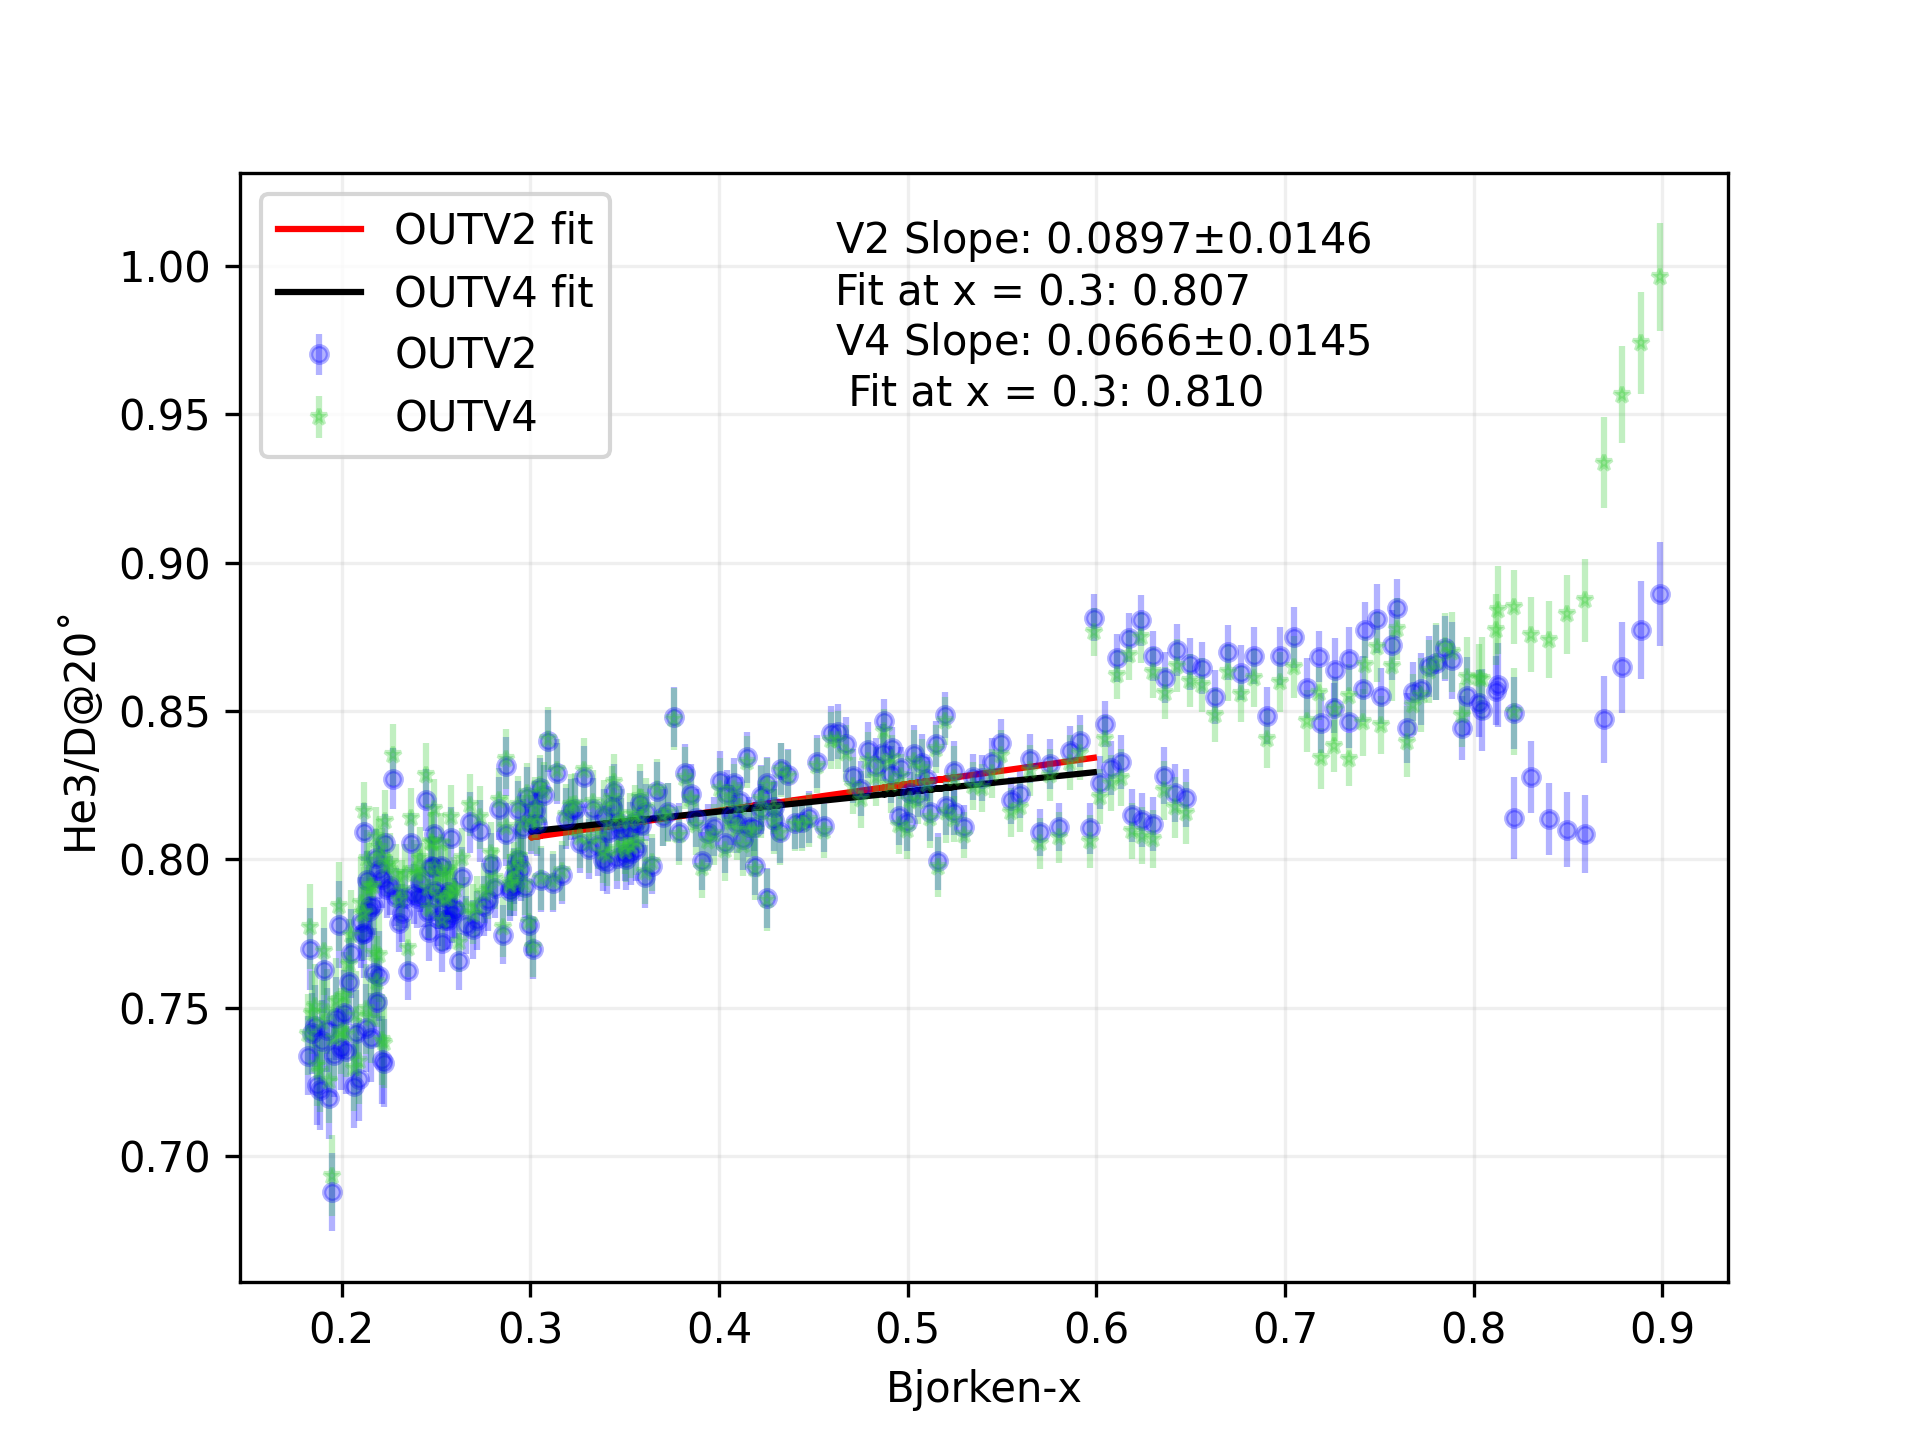 OUTV2 fit
OUTV4 fit
OUTV2
OUTV4
V2 Slope: 0.0897±0.0146
Fit at x = 0.3: 0.807
V4 Slope: 0.0666±0.0145
Fit at x = 0.3: 0.810
1.00
0.95
0.90
0.85
0.80
0.75
0.70
He3/D@20°
0.2 0.3 0.4 0.5 0.6 0.7 0.8 0.9
Bjorken-x